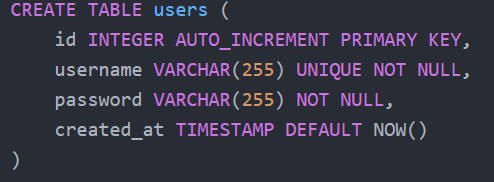 CREATE TABLE users (
    id INTEGER AUTO_INCREMENT PRIMARY KEY,
    username VARCHAR(255) UNIQUE NOT NULL,
    password VARCHAR(255) NOT NULL,
    created_at TIMESTAMP DEFAULT NOW()
)